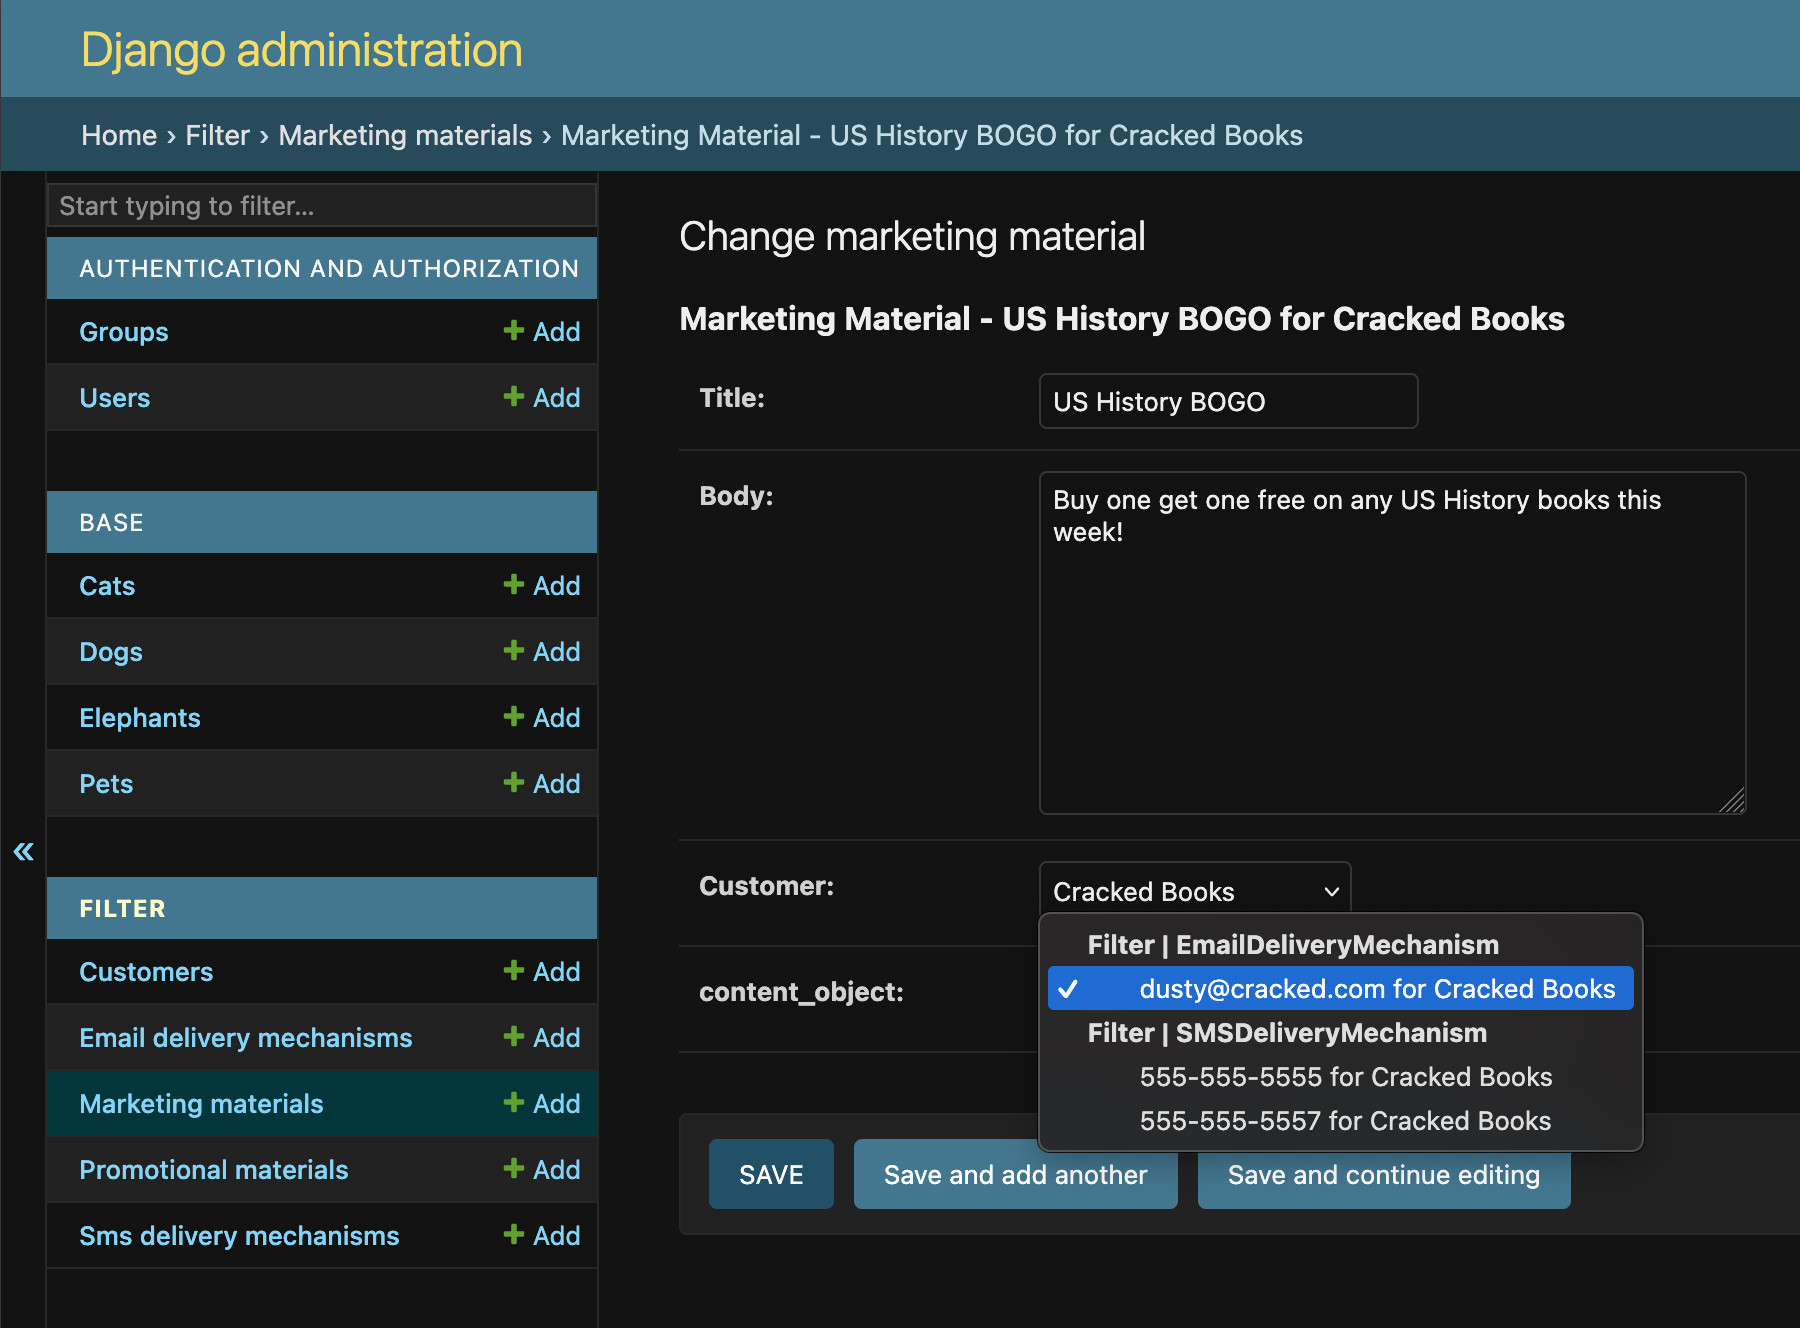 Django administration
Home › Filter › Marketing materials › Marketing Material - US History BOGO for Cracked Books
Start typing to filter...
AUTHENTICATION AND AUTHORIZATION
Groups + Add
Users + Add
BASE
Cats + Add
Dogs + Add
Elephants + Add
Pets + Add
«
FILTER
Customers + Add
Email delivery mechanisms + Add
Marketing materials + Add
Promotional materials + Add
Sms delivery mechanisms + Add
Change marketing material
Marketing Material - US History BOGO for Cracked Books
Title: US History BOGO
Body: Buy one get one free on any US History books this
week!
Customer: Cracked Books
content_object:
Filter | EmailDeliveryMechanism
✓ dusty@cracked.com for Cracked Books
Filter | SMSDeliveryMechanism
555-555-5555 for Cracked Books
555-555-5557 for Cracked Books
SAVE Save and add another Save and continue editing